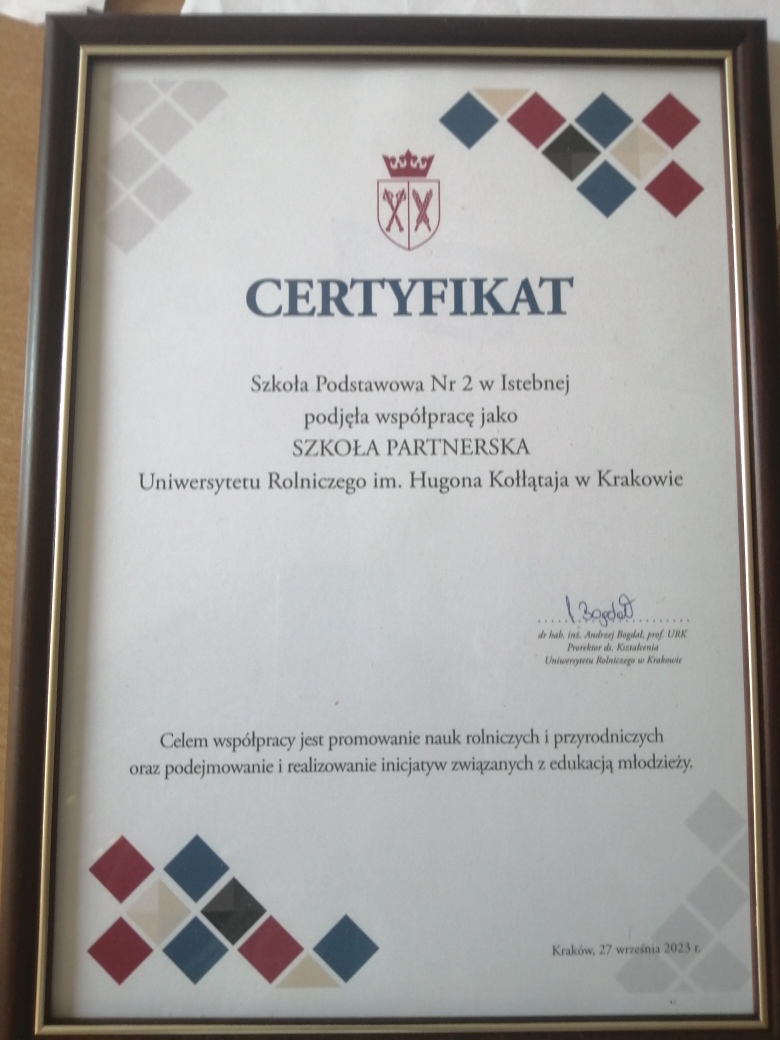 CERTYFIKAT
Szkoła Podstawowa Nr 2 w Istebnej
podjęła współpracę jako
SZKOŁA PARTNERSKA
Uniwersytetu Rolniczego im. Hugona Kołłątaja w Krakowie
Bogdał
dr hab. inż. Andrzej Bogdał, prof. URK
Prorektor ds. Kształcenia
Uniwersytetu Rolniczego w Krakowie
Celem współpracy jest promowanie nauk rolniczych i przyrodniczych
oraz podejmowanie i realizowanie inicjatyw związanych z edukacją młodzieży.
Kraków, 27 września 2023 r.